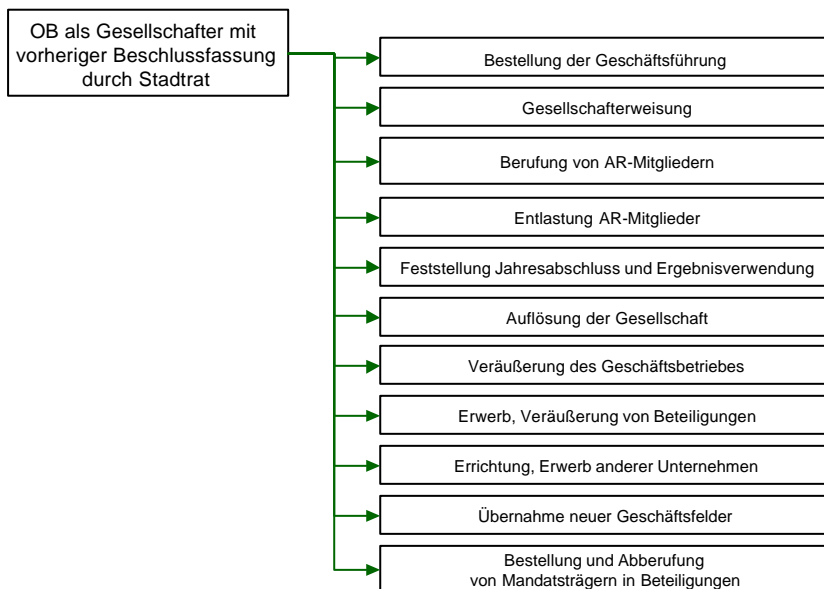 OB als Gesellschafter mit
vorheriger Beschlussfassung
durch Stadtrat
Bestellung der Geschäftsführung
Gesellschafterweisung
Berufung von AR-Mitgliedern
Entlastung AR-Mitglieder
Feststellung Jahresabschluss und Ergebnisverwendung
Auflösung der Gesellschaft
Veräußerung des Geschäftsbetriebes
Erwerb, Veräußerung von Beteiligungen
Errichtung, Erwerb anderer Unternehmen
Übernahme neuer Geschäftsfelder
Bestellung und Abberufung
von Mandatsträgern in Beteiligungen